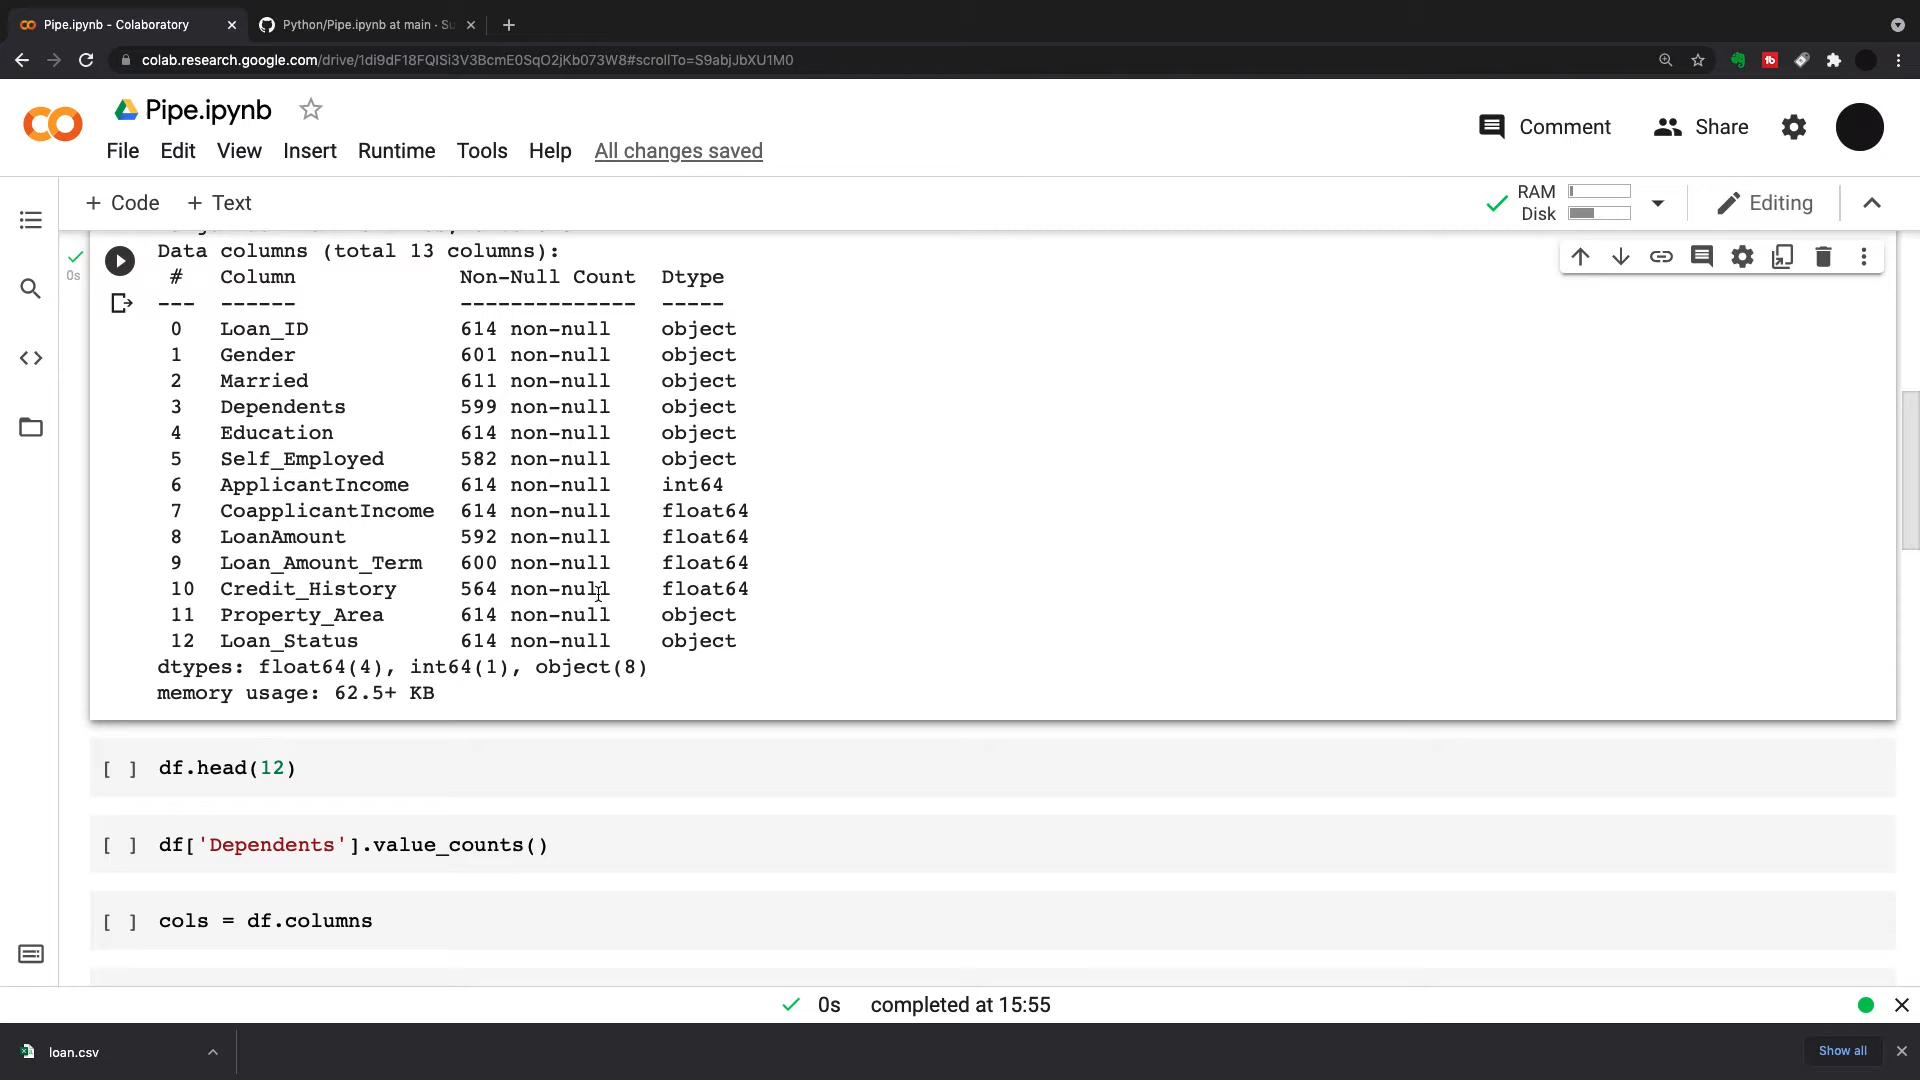 Pipe.ipynb - Colaboratory
Python/Pipe.ipynb at main · Su
colab.research.google.com/drive/1di9dF18FQISi3V3BcmE0SqO2jKb073W8#scrollTo=S9abjJbXU1M0
Pipe.ipynb
File Edit View Insert Runtime Tools Help All changes saved
Comment Share
+ Code + Text
RAM
Disk
Editing
0s
Data columns (total 13 columns):
# Column Non-Null Count Dtype
--- ------ -------------- -----
0 Loan_ID 614 non-null object
1 Gender 601 non-null object
2 Married 611 non-null object
3 Dependents 599 non-null object
4 Education 614 non-null object
5 Self_Employed 582 non-null object
6 ApplicantIncome 614 non-null int64
7 CoapplicantIncome 614 non-null float64
8 LoanAmount 592 non-null float64
9 Loan_Amount_Term 600 non-null float64
10 Credit_History 564 non-null float64
11 Property_Area 614 non-null object
12 Loan_Status 614 non-null object
dtypes: float64(4), int64(1), object(8)
memory usage: 62.5+ KB
[ ] df.head(12)
[ ] df['Dependents'].value_counts()
[ ] cols = df.columns
0s completed at 15:55
loan.csv
Show all